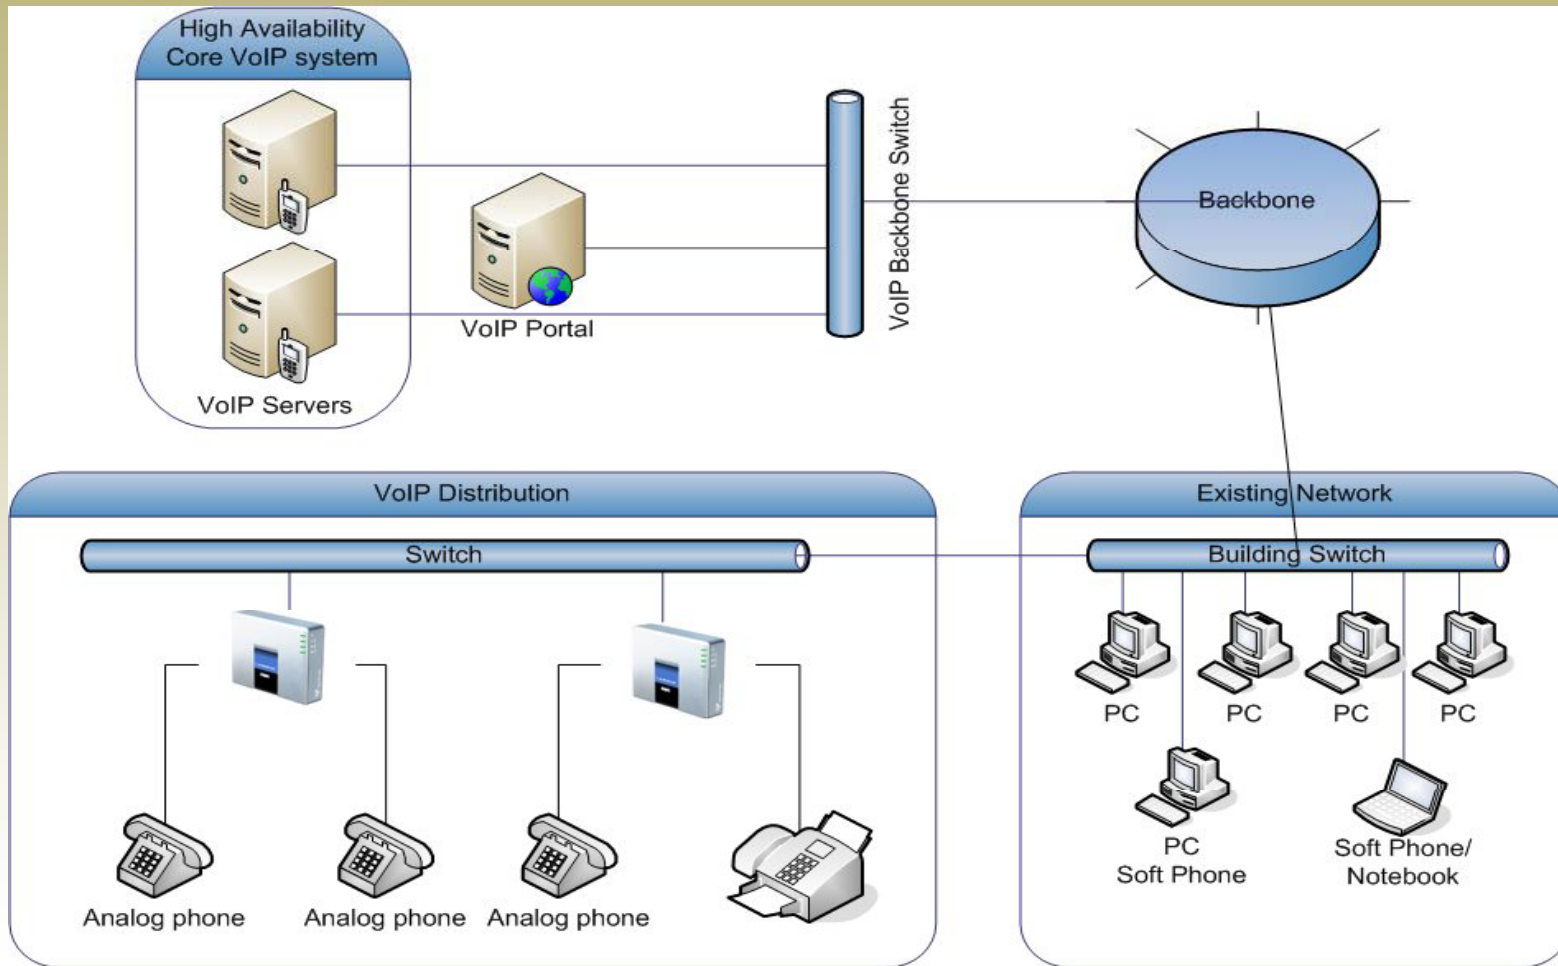 High Availability
Core VoIP system
VoIP Servers
VoIP Portal
VoIP Backbone Switch
Backbone
VoIP Distribution
Switch
Analog phone
Analog phone
Analog phone
Existing Network
Building Switch
PC
PC
PC
PC
PC
Soft Phone
Soft Phone/
Notebook